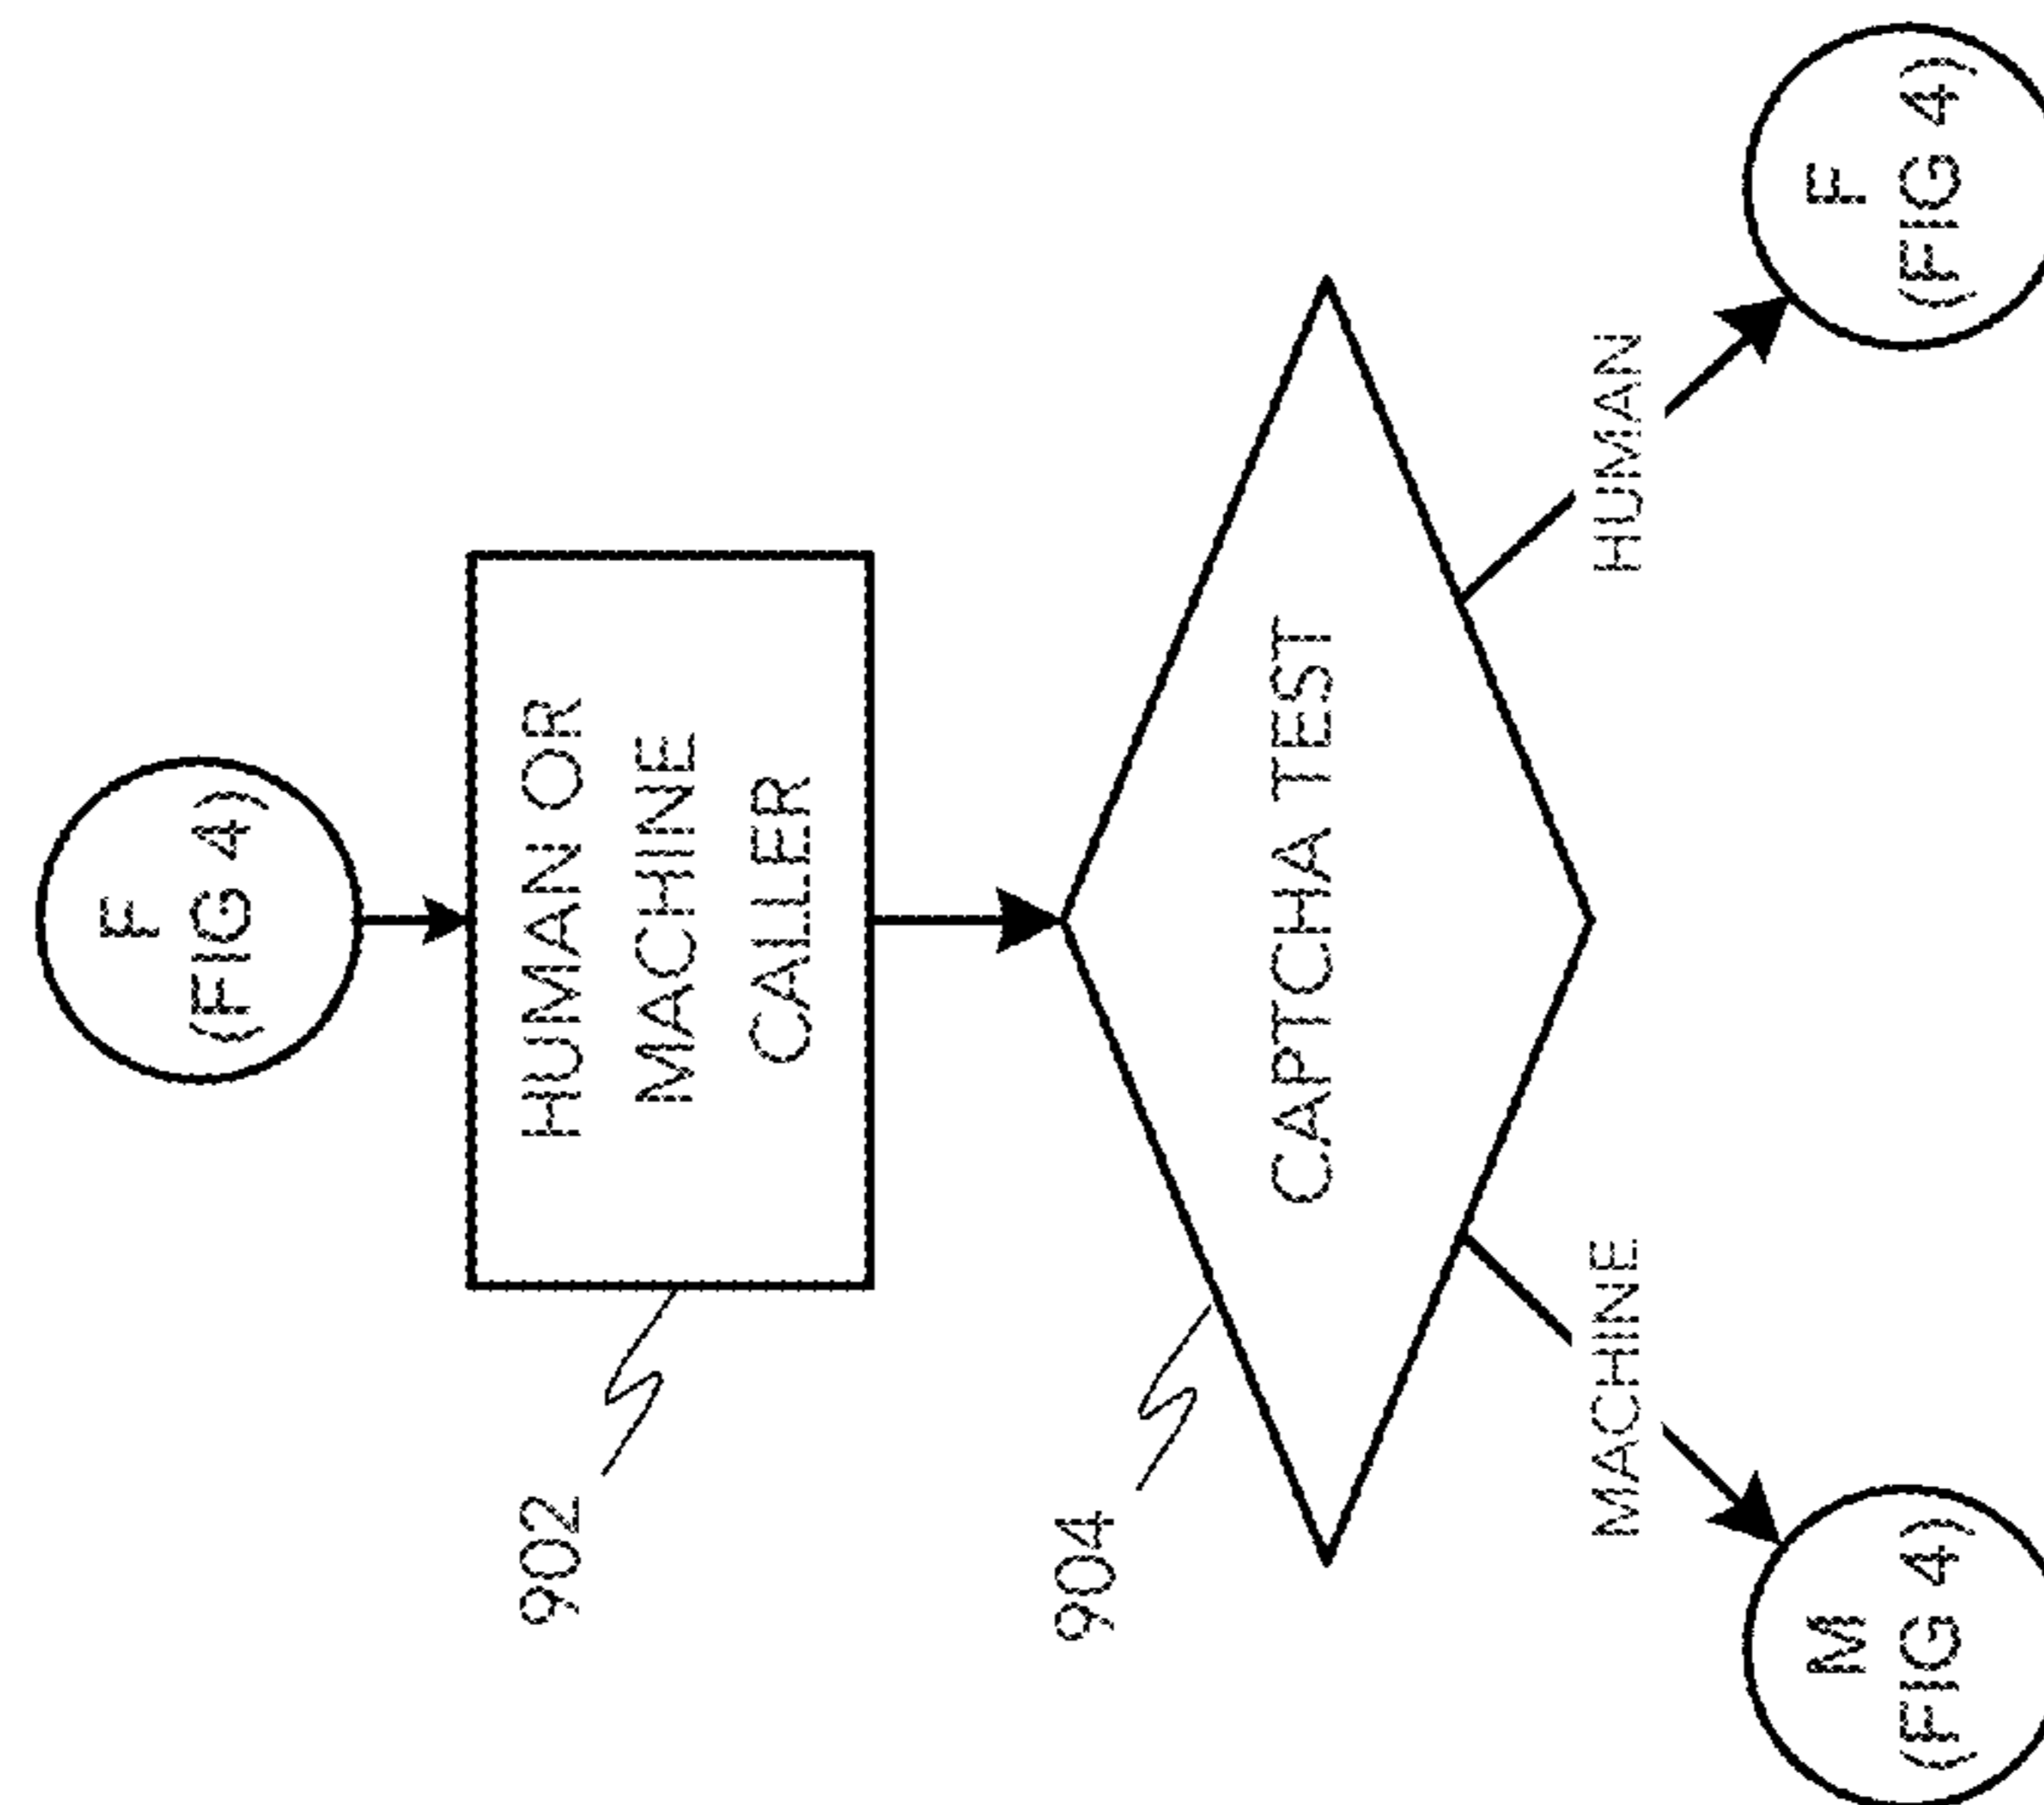 F
(FIG 4)
HUMAN OR
MACHINE
CALLER
902
CAPTCHA TEST
904
MACHINE
HUMAN
M
(FIG 4)
F
(FIG 4)